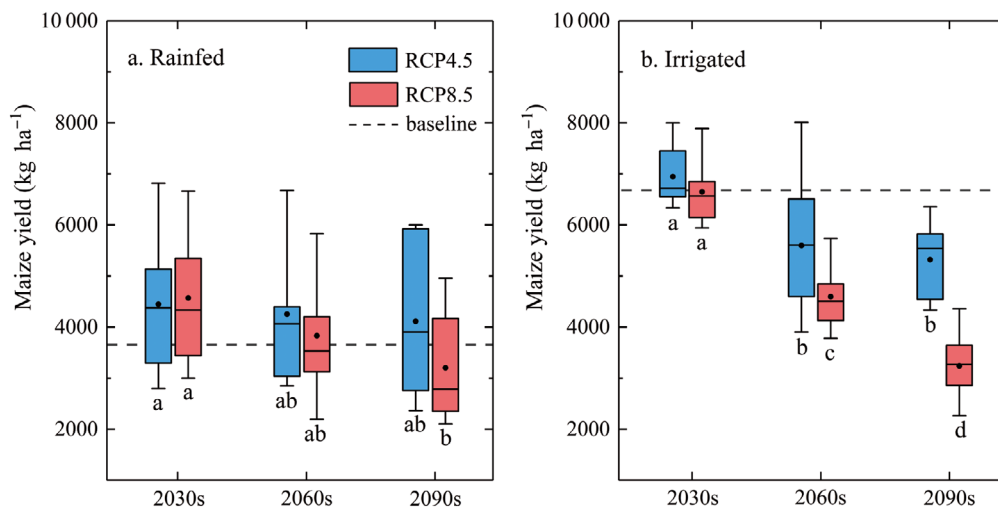 10 000
8000
6000
4000
2000
Maize yield (kg ha⁻¹)
a. Rainfed
RCP4.5
RCP8.5
baseline
a
a
ab
ab
ab
b
2030s
2060s
2090s
10 000
8000
6000
4000
2000
Maize yield (kg ha⁻¹)
b. Irrigated
a
a
b
c
b
d
2030s
2060s
2090s